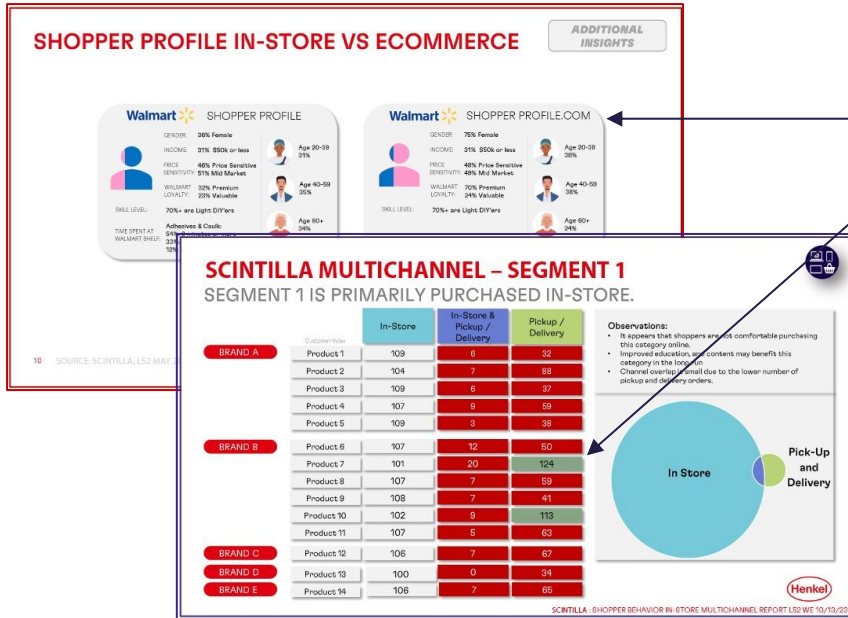 SHOPPER PROFILE IN-STORE VS ECOMMERCE
ADDITIONAL
INSIGHTS
Walmart SHOPPER PROFILE
GENDER: 36% Female
INCOME: 31% $50k or less
PRICE SENSITIVITY: 46% Price Sensitive
51% Mid Market
WALMART LOYALTY: 32% Premium
23% Valuable
SKILL LEVEL: 70%+ are Light DIY'ers
TIME SPENT AT WALMART SHELF: Adhesives & Caulk:
33%
12%
Age 20-39
31%
Age 40-59
35%
Age 60+
34%
Walmart SHOPPER PROFILE.COM
GENDER: 75% Female
INCOME: 31% $50k or less
PRICE SENSITIVITY: 48% Price Sensitive
49% Mid Market
WALMART LOYALTY: 70% Premium
24% Valuable
SKILL LEVEL: 70%+ are Light DIY'ers
Age 20-39
38%
Age 40-59
38%
Age 60+
24%
10 SOURCE: SCINTILLA, L52 MAY
SCINTILLA MULTICHANNEL – SEGMENT 1
SEGMENT 1 IS PRIMARILY PURCHASED IN-STORE.
Customer Index In-Store In-Store & Pickup / Delivery Pickup / Delivery
BRAND A Product 1 109 6 32
Product 2 104 7 88
Product 3 109 6 37
Product 4 107 9 59
Product 5 109 3 38
BRAND B Product 6 107 12 50
Product 7 101 20 124
Product 8 107 7 59
Product 9 108 7 41
Product 10 102 9 113
Product 11 107 5 63
BRAND C Product 12 106 7 67
BRAND D Product 13 100 0 34
BRAND E Product 14 106 7 65
Observations:
• It appears that shoppers are not comfortable purchasing
this category online.
• Improved education, and content may benefit this
category in the long run
• Channel overlap is small due to the lower number of
pickup and delivery orders.
In Store
Pick-Up
and
Delivery
Henkel
SCINTILLA : SHOPPER BEHAVIOR IN-STORE MULTICHANNEL REPORT L52 WE 10/13/23